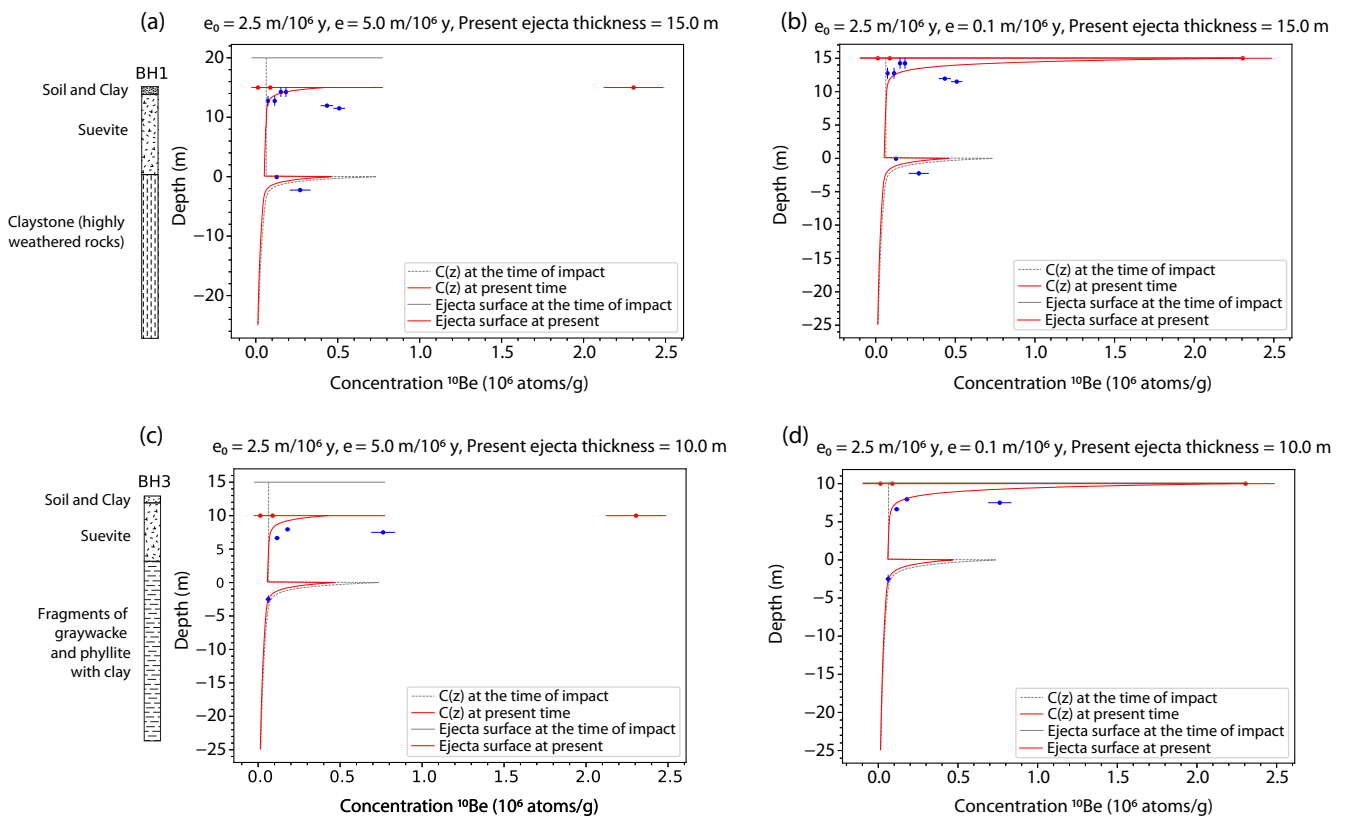 (a)
e₀ = 2.5 m/10⁶ y, e = 5.0 m/10⁶ y, Present ejecta thickness = 15.0 m
BH1
Soil and Clay
Suevite
Claystone (highly
weathered rocks)
Depth (m)
20
10
0
−10
−20
C(z) at the time of impact
C(z) at present time
Ejecta surface at the time of impact
Ejecta surface at present
0.0
0.5
1.0
1.5
2.0
2.5
Concentration ¹⁰Be (10⁶ atoms/g)
(b)
e₀ = 2.5 m/10⁶ y, e = 0.1 m/10⁶ y, Present ejecta thickness = 15.0 m
Depth (m)
15
10
5
0
−5
−10
−15
−20
−25
C(z) at the time of impact
C(z) at present time
Ejecta surface at the time of impact
Ejecta surface at present
0.0
0.5
1.0
1.5
2.0
2.5
Concentration ¹⁰Be (10⁶ atoms/g)
(c)
e₀ = 2.5 m/10⁶ y, e = 5.0 m/10⁶ y, Present ejecta thickness = 10.0 m
BH3
Soil and Clay
Suevite
Fragments of
graywacke
and phyllite
with clay
Depth (m)
15
10
5
0
−5
−10
−15
−20
−25
C(z) at the time of impact
C(z) at present time
Ejecta surface at the time of impact
Ejecta surface at present
0.0
0.5
1.0
1.5
2.0
2.5
Concentration ¹⁰Be (10⁶ atoms/g)
(d)
e₀ = 2.5 m/10⁶ y, e = 0.1 m/10⁶ y, Present ejecta thickness = 10.0 m
Depth (m)
10
5
0
−5
−10
−15
−20
−25
C(z) at the time of impact
C(z) at present time
Ejecta surface at the time of impact
Ejecta surface at present
0.0
0.5
1.0
1.5
2.0
2.5
Concentration ¹⁰Be (10⁶ atoms/g)